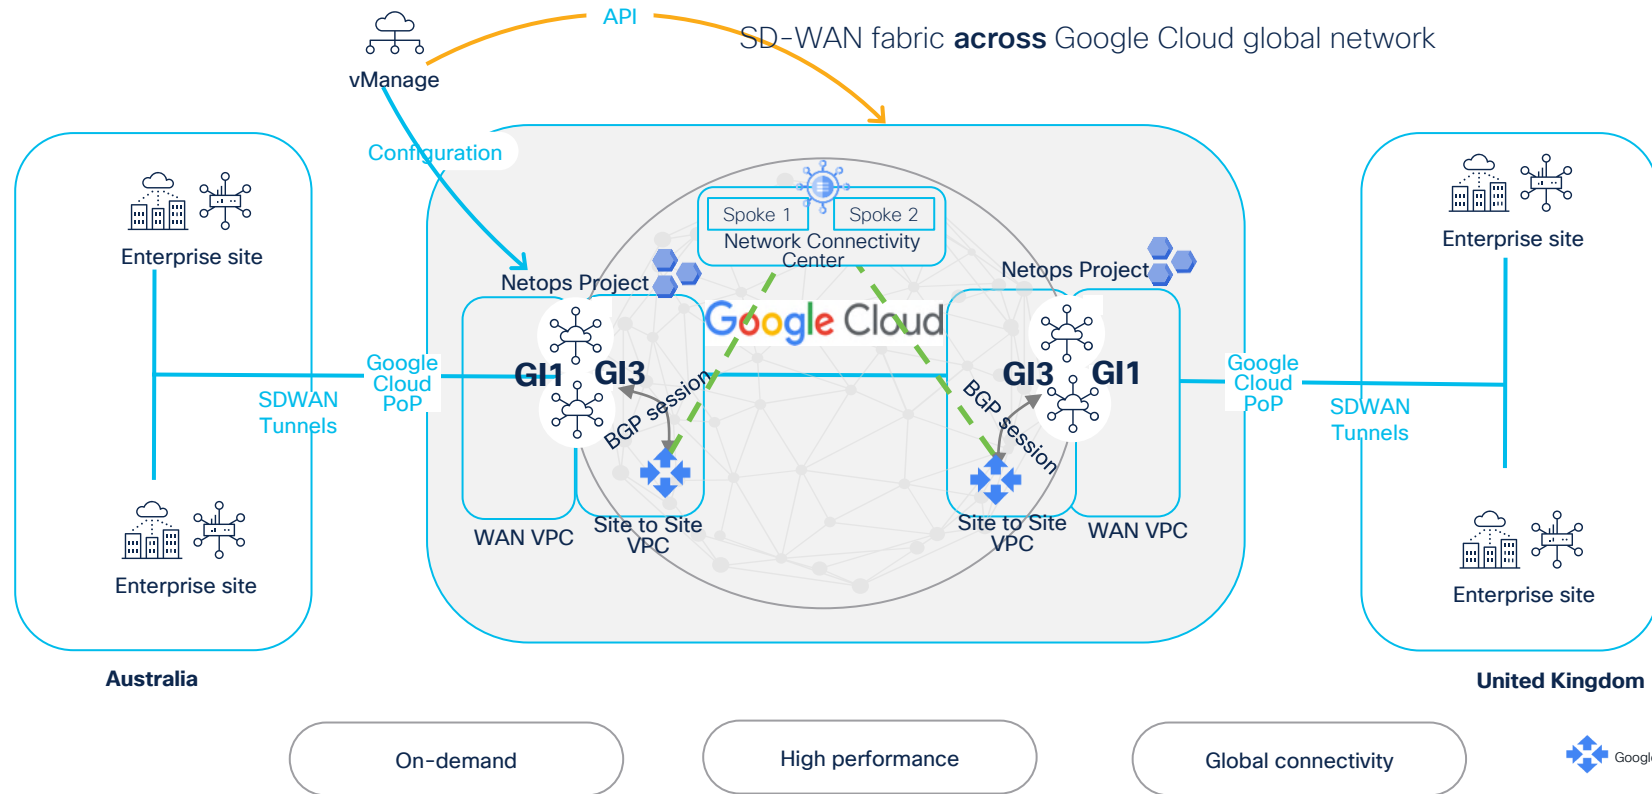 API
SD-WAN fabric across Google Cloud global network
vManage
Configuration
Spoke 1
Spoke 2
Network Connectivity
Center
Enterprise site
Enterprise site
Netops Project
Netops Project
Google Cloud
GI1
GI3
GI3
GI1
Google
Cloud
PoP
Google
Cloud
PoP
SDWAN
Tunnels
SDWAN
Tunnels
BGP session
BGP session
WAN VPC
Site to Site
VPC
Site to Site
VPC
WAN VPC
Enterprise site
Enterprise site
Australia
United Kingdom
On-demand
High performance
Global connectivity
Google